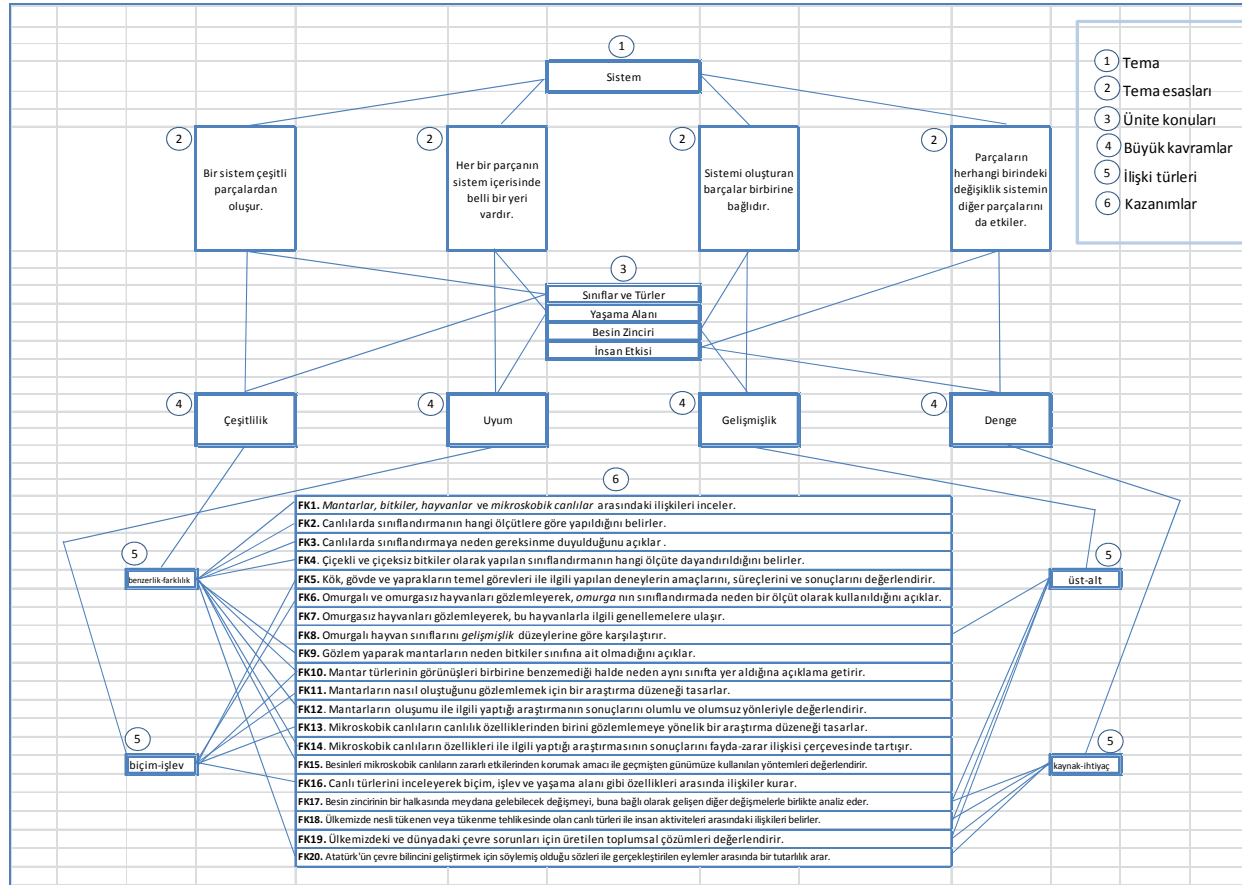 1
Sistem
1 Tema
2 Tema esasları
3 Ünite konuları
4 Büyük kavramlar
5 İlişki türleri
6 Kazanımlar
2
Bir sistem çeşitli
parçalardan
oluşur.
2
Her bir parçanın
sistem içerisinde
belli bir yeri
vardır.
2
Sistemi oluşturan
barçalar birbirine
bağlıdır.
2
Parçaların
herhangi birindeki
değişiklik sistemin
diğer parçalarını
da etkiler.
3
Sınıflar ve Türler
Yaşama Alanı
Besin Zinciri
İnsan Etkisi
4
Çeşitlilik
4
Uyum
4
Gelişmişlik
4
Denge
6
FK1. Mantarlar, bitkiler, hayvanlar ve mikroskobik canlılar arasındaki ilişkileri inceler.
FK2. Canlılarda sınıflandırmanın hangi ölçütlere göre yapıldığını belirler.
FK3. Canlılarda sınıflandırmaya neden gereksinme duyulduğunu açıklar .
FK4. Çiçekli ve çiçeksiz bitkiler olarak yapılan sınıflandırmanın hangi ölçüte dayandırıldığını belirler.
FK5. Kök, gövde ve yaprakların temel görevleri ile ilgili yapılan deneylerin amaçlarını, süreçlerini ve sonuçlarını değerlendirir.
FK6. Omurgalı ve omurgasız hayvanları gözlemleyerek, omurga nın sınıflandırmada neden bir ölçüt olarak kullanıldığını açıklar.
FK7. Omurgasız hayvanları gözlemleyerek, bu hayvanlarla ilgili genellemelere ulaşır.
FK8. Omurgalı hayvan sınıflarını gelişmişlik düzeylerine göre karşılaştırır.
FK9. Gözlem yaparak mantarların neden bitkiler sınıfına ait olmadığını açıklar.
FK10. Mantar türlerinin görünüşleri birbirine benzemediği halde neden aynı sınıfta yer aldığına açıklama getirir.
FK11. Mantarların nasıl oluştuğunu gözlemlemek için bir araştırma düzeneği tasarlar.
FK12. Mantarların oluşumu ile ilgili yaptığı araştırmanın sonuçlarını olumlu ve olumsuz yönleriyle değerlendirir.
FK13. Mikroskobik canlıların canlılık özelliklerinden birini gözlemlemeye yönelik bir araştırma düzeneği tasarlar.
FK14. Mikroskobik canlıların özellikleri ile ilgili yaptığı araştırmasının sonuçlarını fayda-zarar ilişkisi çerçevesinde tartışır.
FK15. Besinleri mikroskobik canlıların zararlı etkilerinden korumak amacı ile geçmişten günümüze kullanılan yöntemleri değerlendirir.
FK16. Canlı türlerini inceleyerek biçim, işlev ve yaşama alanı gibi özellikleri arasında ilişkiler kurar.
FK17. Besin zincirinin bir halkasında meydana gelebilecek değişmeyi, buna bağlı olarak gelişen diğer değişmelerle birlikte analiz eder.
FK18. Ülkemizde nesli tükenen veya tükenme tehlikesinde olan canlı türleri ile insan aktiviteleri arasındaki ilişkileri belirler.
FK19. Ülkemizdeki ve dünyadaki çevre sorunları için üretilen toplumsal çözümleri değerlendirir.
FK20. Atatürk'ün çevre bilincini geliştirmek için söylemiş olduğu sözleri ile gerçekleştirilen eylemler arasında bir tutarlılık arar.
5
benzerlik-farklılık
5
biçim-işlev
5
üst-alt
5
kaynak-ihtiyaç